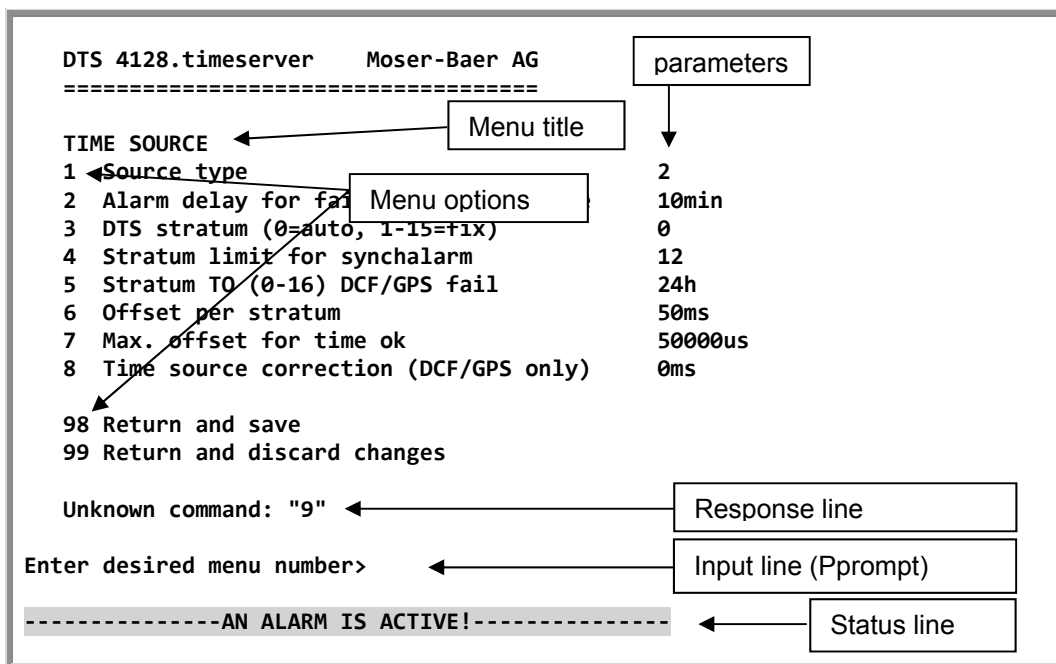 DTS 4128.timeserver Moser-Baer AG
====================================
parameters
Menu title
TIME SOURCE
1 Source type 2
Menu options
2 Alarm delay for 10min
3 DTS stratum (0=auto, 1-15=fix) 0
4 Stratum limit for synchalarm 12
5 Stratum TO (0-16) DCF/GPS fail 24h
6 Offset per stratum 50ms
7 Max. offset for time ok 50000us
8 Time source correction (DCF/GPS only) 0ms
98 Return and save
99 Return and discard changes
Unknown command: "9"
Response line
Enter desired menu number>
Input line (Pprompt)
---------------AN ALARM IS ACTIVE!---------------
Status line